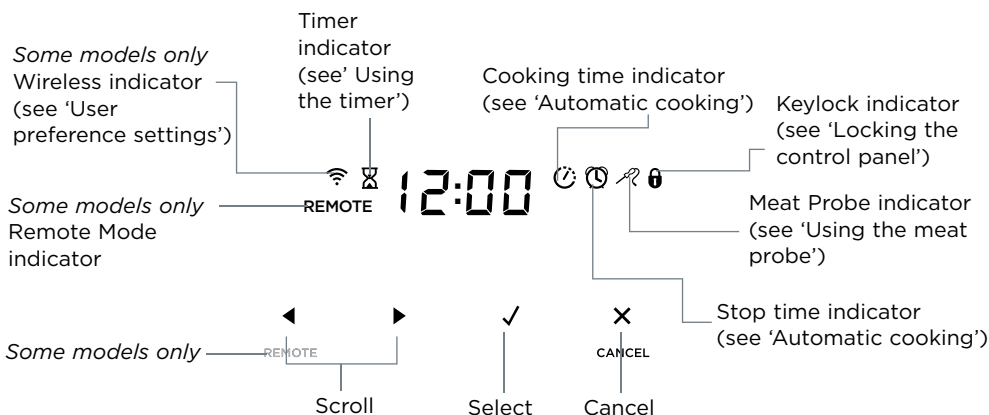 Timer
indicator
(see' Using
the timer')
Some models only
Wireless indicator
(see 'User
preference settings')
Cooking time indicator
(see 'Automatic cooking')
Keylock indicator
(see 'Locking the
control panel')
12:00
REMOTE
Some models only
Remote Mode
indicator
Meat Probe indicator
(see 'Using the meat
probe')
Stop time indicator
(see 'Automatic cooking')
Some models only
REMOTE
CANCEL
Scroll
Select
Cancel